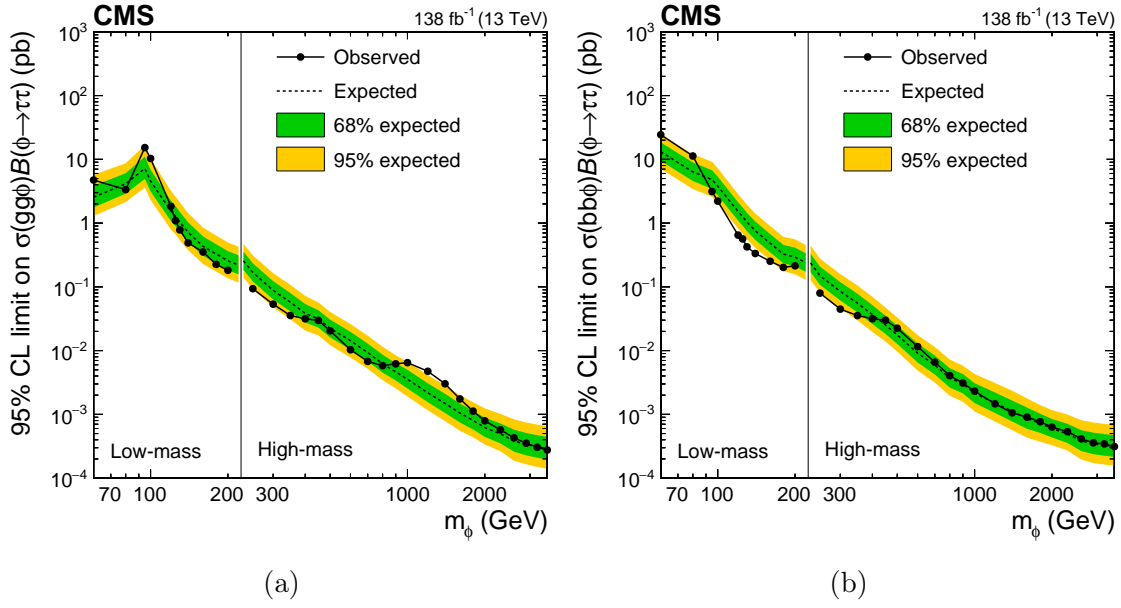 CMS
138 fb⁻¹ (13 TeV)
95% CL limit on σ(ggϕ)B(ϕ→ττ) (pb)
10³
10²
10
1
10⁻¹
10⁻²
10⁻³
10⁻⁴
Observed
Expected
68% expected
95% expected
Low-mass
High-mass
70 100 200 300 1000 2000
m_ϕ (GeV)
(a)
CMS
138 fb⁻¹ (13 TeV)
95% CL limit on σ(bbϕ)B(ϕ→ττ) (pb)
10³
10²
10
1
10⁻¹
10⁻²
10⁻³
10⁻⁴
Observed
Expected
68% expected
95% expected
Low-mass
High-mass
70 100 200 300 1000 2000
m_ϕ (GeV)
(b)